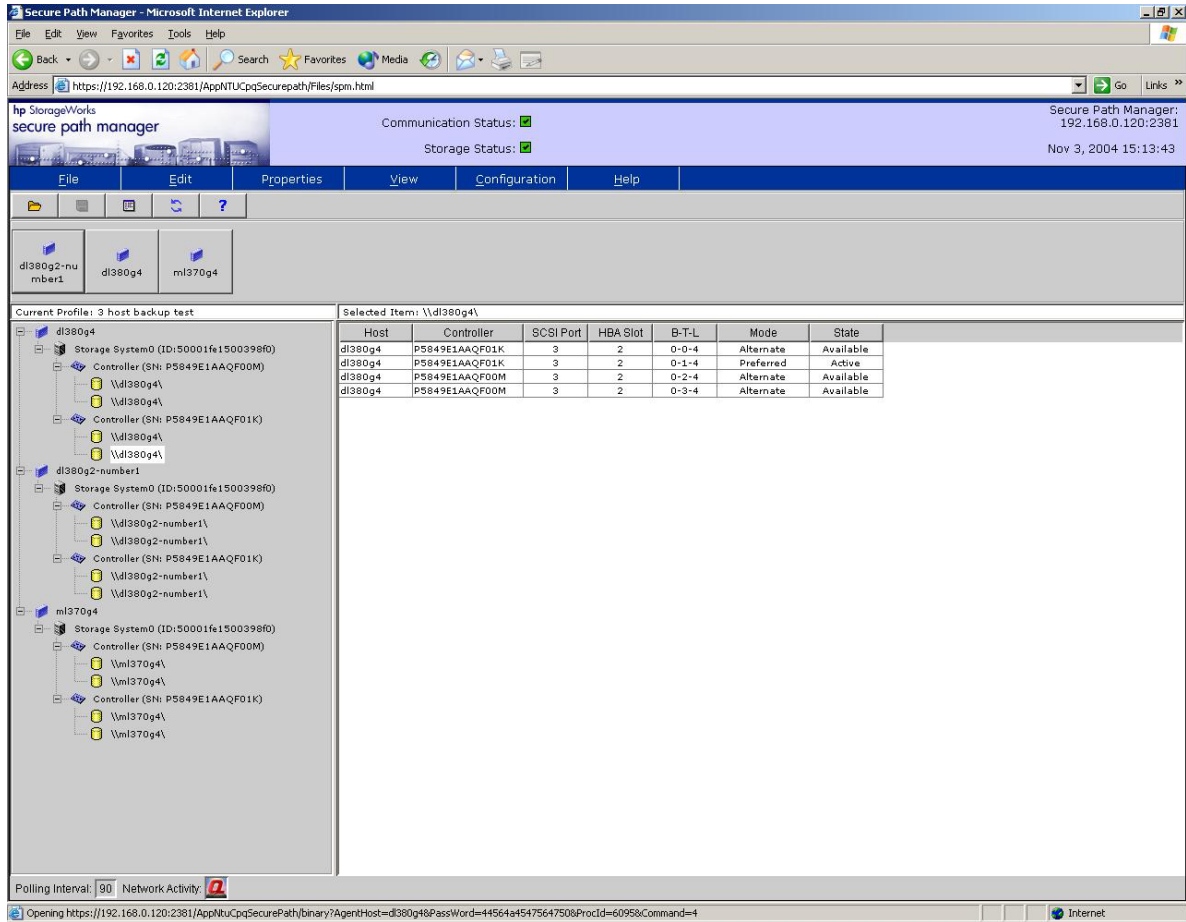 Secure Path Manager - Microsoft Internet Explorer
File Edit View Favorites Tools Help
Back Search Favorites Media
Address https://192.168.0.120:2381/AppNTUCpqSecurepath/Files/spm.html Go Links »
hp StorageWorks
secure path manager
Communication Status:
Storage Status:
Secure Path Manager:
192.168.0.120:2381
Nov 3, 2004 15:13:43
File Edit Properties View Configuration Help
?
dl380g2-nu
mber1
dl380g4
ml370g4
Current Profile: 3 host backup test
Selected Item: \\dl380g4\
dl380g4
Storage System0 (ID:50001fe1500398f0)
Controller (SN: P5849E1AAQF00M)
\\dl380g4\
\\dl380g4\
Controller (SN: P5849E1AAQF01K)
\\dl380g4\
\\dl380g4\
dl380g2-number1
Storage System0 (ID:50001fe1500398f0)
Controller (SN: P5849E1AAQF00M)
\\dl380g2-number1\
\\dl380g2-number1\
Controller (SN: P5849E1AAQF01K)
\\dl380g2-number1\
\\dl380g2-number1\
ml370g4
Storage System0 (ID:50001fe1500398f0)
Controller (SN: P5849E1AAQF00M)
\\ml370g4\
\\ml370g4\
Controller (SN: P5849E1AAQF01K)
\\ml370g4\
\\ml370g4\
Host Controller SCSI Port HBA Slot B-T-L Mode State
dl380g4 P5849E1AAQF01K 3 2 0-0-4 Alternate Available
dl380g4 P5849E1AAQF01K 3 2 0-1-4 Preferred Active
dl380g4 P5849E1AAQF00M 3 2 0-2-4 Alternate Available
dl380g4 P5849E1AAQF00M 3 2 0-3-4 Alternate Available
Polling Interval: 90 Network Activity:
Opening https://192.168.0.120:2381/AppNtuCpqSecurePath/binary?AgentHost=dl380g4&PassWord=44564a4547564750&ProcId=6095&Command=4
Internet